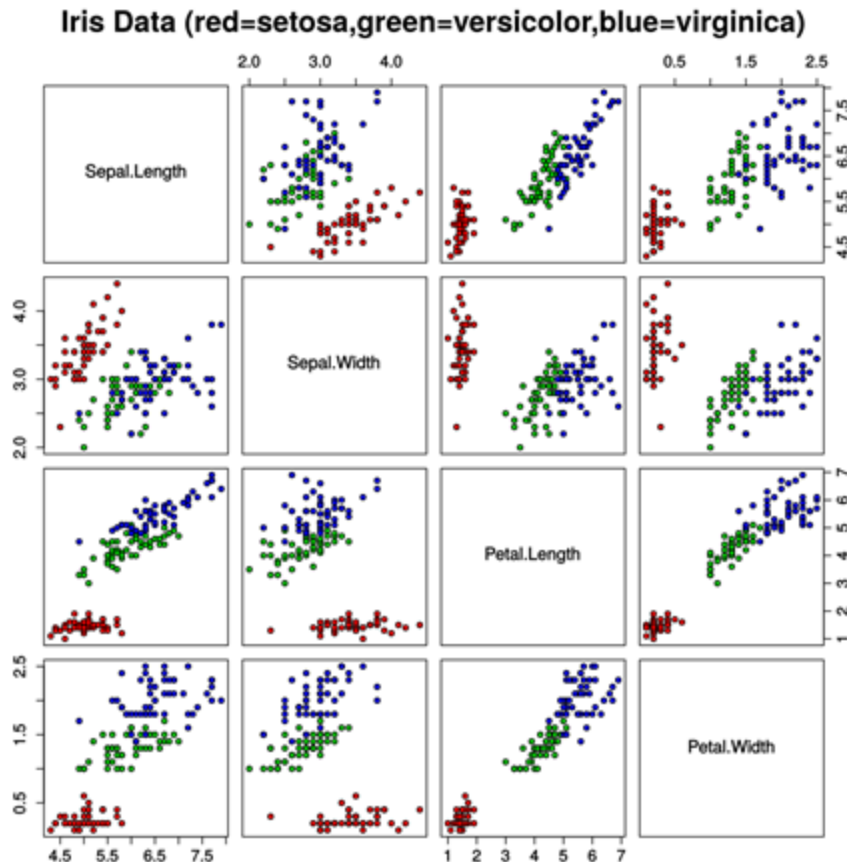 Iris Data (red=setosa,green=versicolor,blue=virginica)
2.0 3.0 4.0
0.5 1.5 2.5
Sepal.Length
4.5 5.5 6.5 7.5
2.0 3.0 4.0
Sepal.Width
Petal.Length
1 2 3 4 5 6 7
0.5 1.5 2.5
Petal.Width
4.5 5.5 6.5 7.5
1 2 3 4 5 6 7